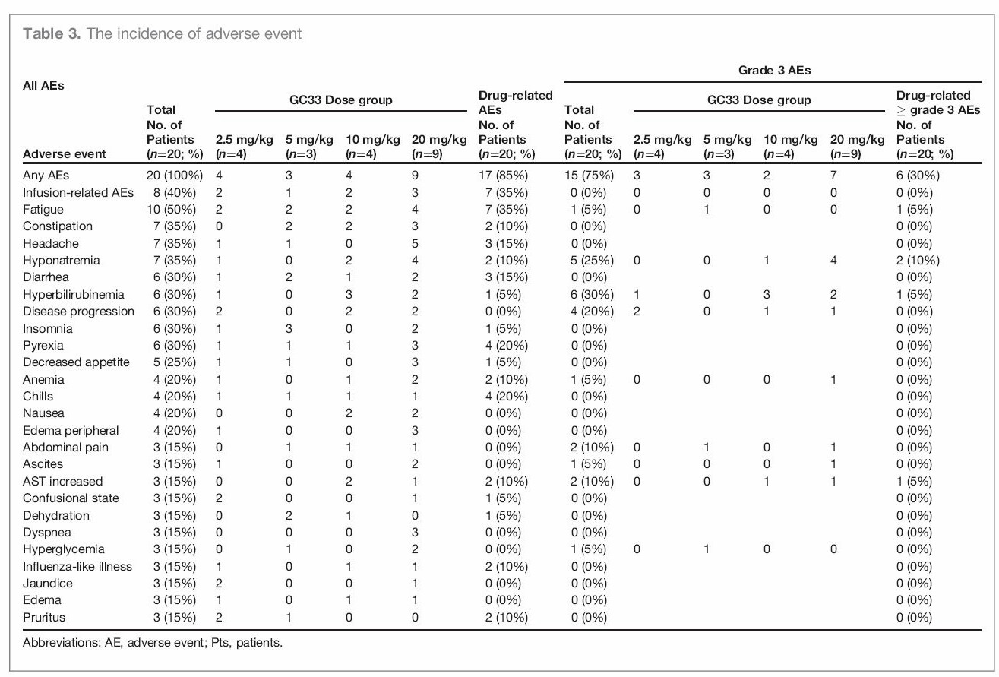 Table 3. The incidence of adverse event
Grade 3 AEs
All AEs
GC33 Dose group Drug-related AEs GC33 Dose group Drug-related ≥ grade 3 AEs
Total No. of Patients (n=20; %) No. of Patients (n=20; %) Total No. of Patients (n=20; %) No. of Patients (n=20; %)
Adverse event 2.5 mg/kg (n=4) 5 mg/kg (n=3) 10 mg/kg (n=4) 20 mg/kg (n=9) 2.5 mg/kg (n=4) 5 mg/kg (n=3) 10 mg/kg (n=4) 20 mg/kg (n=9)
Any AEs 20 (100%) 4 3 4 9 17 (85%) 15 (75%) 3 3 2 7 6 (30%)
Infusion-related AEs 8 (40%) 2 1 2 3 7 (35%) 0 (0%) 0 0 0 0 0 (0%)
Fatigue 10 (50%) 2 2 2 4 7 (35%) 1 (5%) 0 1 0 0 1 (5%)
Constipation 7 (35%) 0 2 2 3 2 (10%) 0 (0%) 0 (0%)
Headache 7 (35%) 1 1 0 5 3 (15%) 0 (0%) 0 (0%)
Hyponatremia 7 (35%) 1 0 2 4 2 (10%) 5 (25%) 0 0 1 4 2 (10%)
Diarrhea 6 (30%) 1 2 1 2 3 (15%) 0 (0%) 0 (0%)
Hyperbilirubinemia 6 (30%) 1 0 3 2 1 (5%) 6 (30%) 1 0 3 2 1 (5%)
Disease progression 6 (30%) 2 0 2 2 0 (0%) 4 (20%) 2 0 1 1 0 (0%)
Insomnia 6 (30%) 1 3 0 2 1 (5%) 0 (0%) 0 (0%)
Pyrexia 6 (30%) 1 1 1 3 4 (20%) 0 (0%) 0 (0%)
Decreased appetite 5 (25%) 1 1 0 3 1 (5%) 0 (0%) 0 (0%)
Anemia 4 (20%) 1 0 1 2 2 (10%) 1 (5%) 0 0 0 1 0 (0%)
Chills 4 (20%) 1 1 1 1 4 (20%) 0 (0%) 0 (0%)
Nausea 4 (20%) 0 0 2 2 0 (0%) 0 (0%) 0 (0%)
Edema peripheral 4 (20%) 1 0 0 3 0 (0%) 0 (0%) 0 (0%)
Abdominal pain 3 (15%) 0 1 1 1 0 (0%) 2 (10%) 0 1 0 1 0 (0%)
Ascites 3 (15%) 1 0 0 2 0 (0%) 1 (5%) 0 0 0 1 0 (0%)
AST increased 3 (15%) 0 0 2 1 2 (10%) 2 (10%) 0 0 1 1 1 (5%)
Confusional state 3 (15%) 2 0 0 1 1 (5%) 0 (0%) 0 (0%)
Dehydration 3 (15%) 0 2 1 0 1 (5%) 0 (0%) 0 (0%)
Dyspnea 3 (15%) 0 0 0 3 0 (0%) 0 (0%) 0 (0%)
Hyperglycemia 3 (15%) 0 1 0 2 0 (0%) 1 (5%) 0 1 0 0 0 (0%)
Influenza-like illness 3 (15%) 1 0 1 1 2 (10%) 0 (0%) 0 (0%)
Jaundice 3 (15%) 2 0 0 1 0 (0%) 0 (0%) 0 (0%)
Edema 3 (15%) 1 0 1 1 0 (0%) 0 (0%) 0 (0%)
Pruritus 3 (15%) 2 1 0 0 2 (10%) 0 (0%) 0 (0%)
Abbreviations: AE, adverse event; Pts, patients.